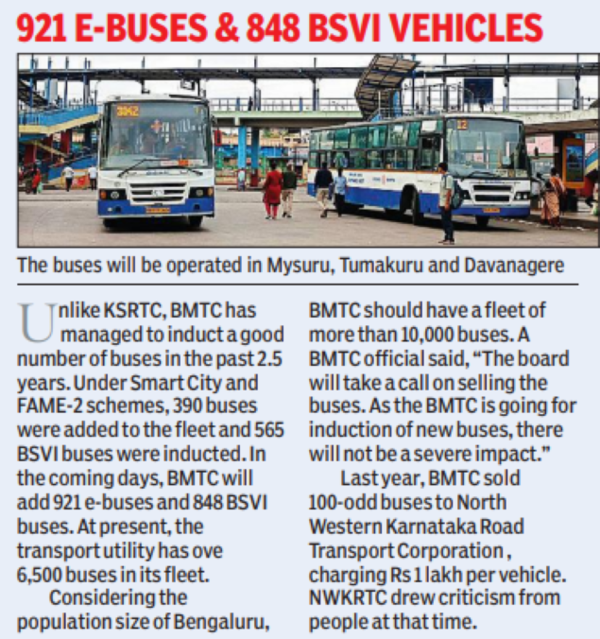 921 E-BUSES & 848 BSVI VEHICLES
3042
12
The buses will be operated in Mysuru, Tumakuru and Davanagere
Unlike KSRTC, BMTC has
managed to induct a good
number of buses in the past 2.5
years. Under Smart City and
FAME-2 schemes, 390 buses
were added to the fleet and 565
BSVI buses were inducted. In
the coming days, BMTC will
add 921 e-buses and 848 BSVI
buses. At present, the
transport utility has ove
6,500 buses in its fleet.
Considering the
population size of Bengaluru,
BMTC should have a fleet of
more than 10,000 buses. A
BMTC official said, “The board
will take a call on selling the
buses. As the BMTC is going for
induction of new buses, there
will not be a severe impact.”
Last year, BMTC sold
100-odd buses to North
Western Karnataka Road
Transport Corporation ,
charging Rs 1 lakh per vehicle.
NWKRTC drew criticism from
people at that time.